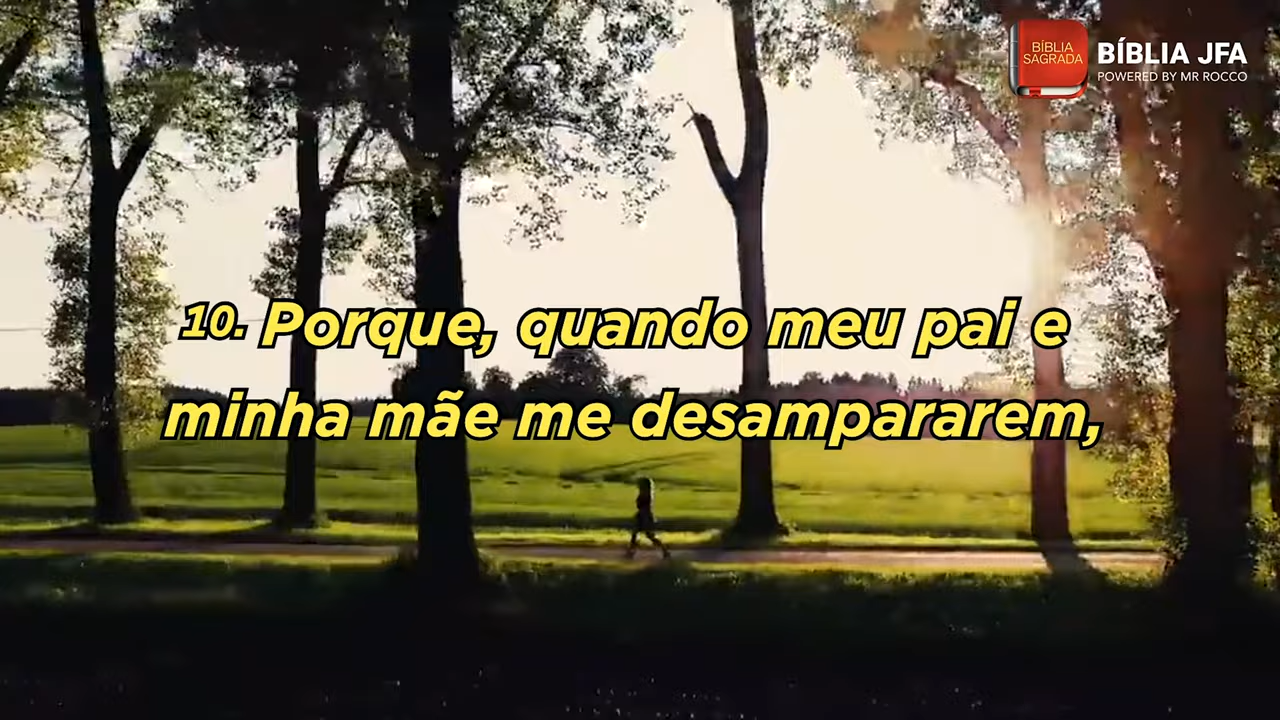 BÍBLIA
SAGRADA
BÍBLIA JFA
POWERED BY MR ROCCO
10. Porque, quando meu pai e
minha mãe me desampararem,